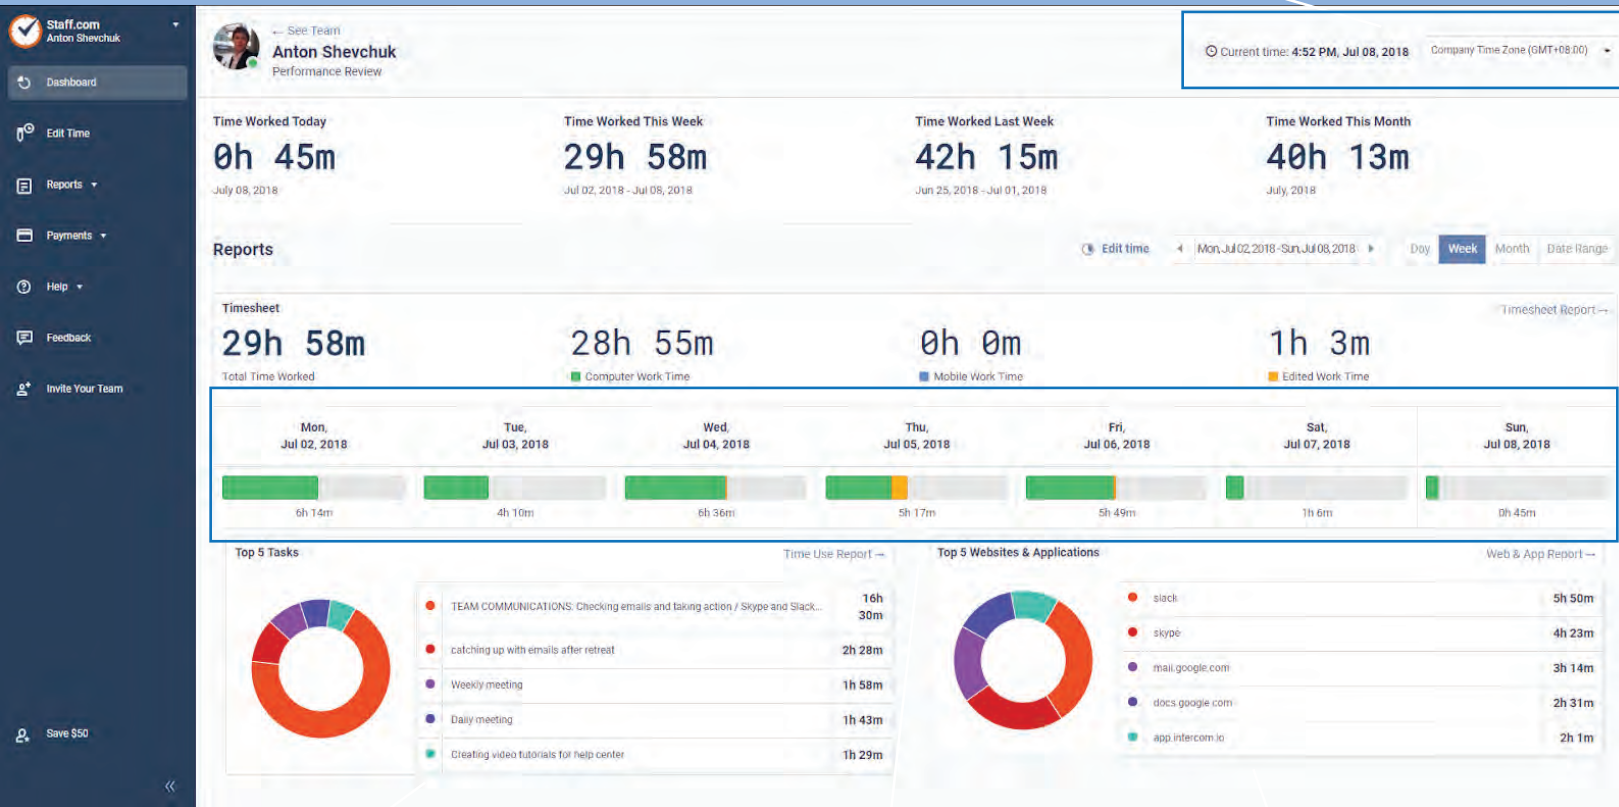 Staff.com
Anton Shevchuk
Dashboard
Edit Time
Reports
Payments
Help
Feedback
Invite Your Team
Save $50
← See Team
Anton Shevchuk
Performance Review
Current time: 4:52 PM, Jul 08, 2018 Company Time Zone (GMT+08:00)
Time Worked Today
0h 45m
July 08, 2018
Time Worked This Week
29h 58m
Jul 02, 2018 - Jul 08, 2018
Time Worked Last Week
42h 15m
Jun 25, 2018 - Jul 01, 2018
Time Worked This Month
40h 13m
July, 2018
Reports
Edit time
Mon, Jul 02, 2018 - Sun, Jul 08, 2018
Day Week Month Date Range
Timesheet
Timesheet Report →
29h 58m
Total Time Worked
28h 55m
Computer Work Time
0h 0m
Mobile Work Time
1h 3m
Edited Work Time
Mon,
Jul 02, 2018
6h 14m
Tue,
Jul 03, 2018
4h 10m
Wed,
Jul 04, 2018
6h 36m
Thu,
Jul 05, 2018
5h 17m
Fri,
Jul 06, 2018
5h 49m
Sat,
Jul 07, 2018
1h 6m
Sun,
Jul 08, 2018
0h 45m
Top 5 Tasks
Time Use Report →
TEAM COMMUNICATIONS: Checking emails and taking action / Skype and Slack...
16h
30m
catching up with emails after retreat 2h 28m
Weekly meeting 1h 58m
Daily meeting 1h 43m
Creating video tutorials for help center 1h 29m
Top 5 Websites & Applications
Web & App Report →
slack 5h 50m
skype 4h 23m
mail.google.com 3h 14m
docs.google.com 2h 31m
app.intercom.io 2h 1m